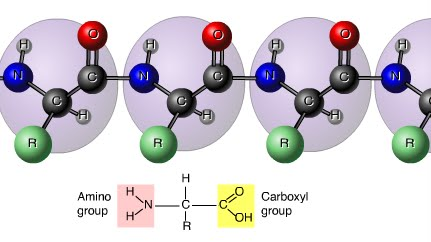 O O O
H H H H
N C N C N C N
C H C H C H C
R R R R
H
H O
Amino N C C Carboxyl
group H OH group
R